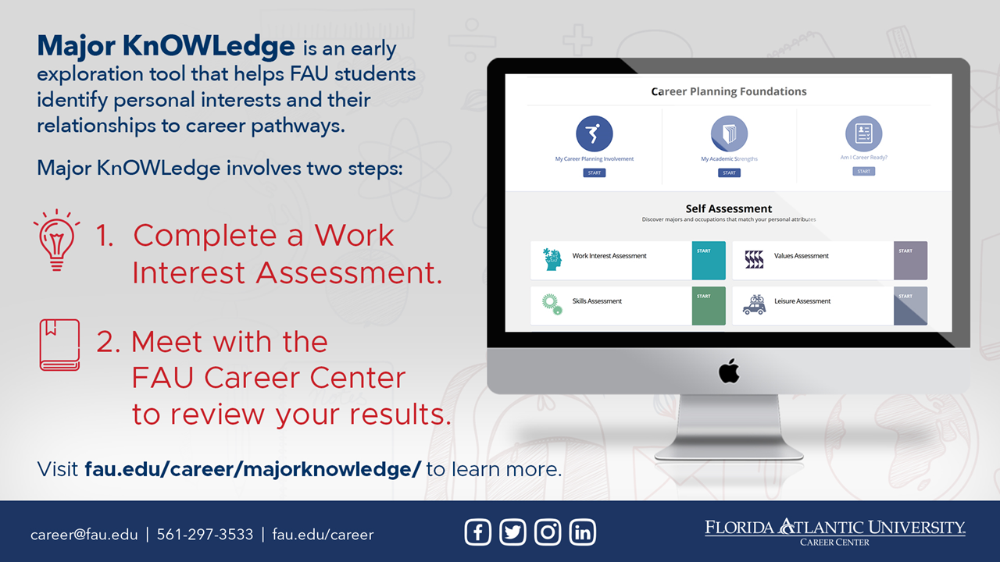 Major KnOWLedge is an early
exploration tool that helps FAU students
identify personal interests and their
relationships to career pathways.
Major KnOWLedge involves two steps:
1. Complete a Work
Interest Assessment.
2. Meet with the
FAU Career Center
to review your results.
Visit fau.edu/career/majorknowledge/ to learn more.
Career Planning Foundations
My Career Planning Involvement
START
My Academic Strengths
START
Am I Career Ready?
START
Self Assessment
Discover majors and occupations that match your personal attributes
Work Interest Assessment
START
Values Assessment
START
Skills Assessment
START
Leisure Assessment
START
Notes
career@fau.edu | 561-297-3533 | fau.edu/career
FLORIDA ATLANTIC UNIVERSITY
CAREER CENTER